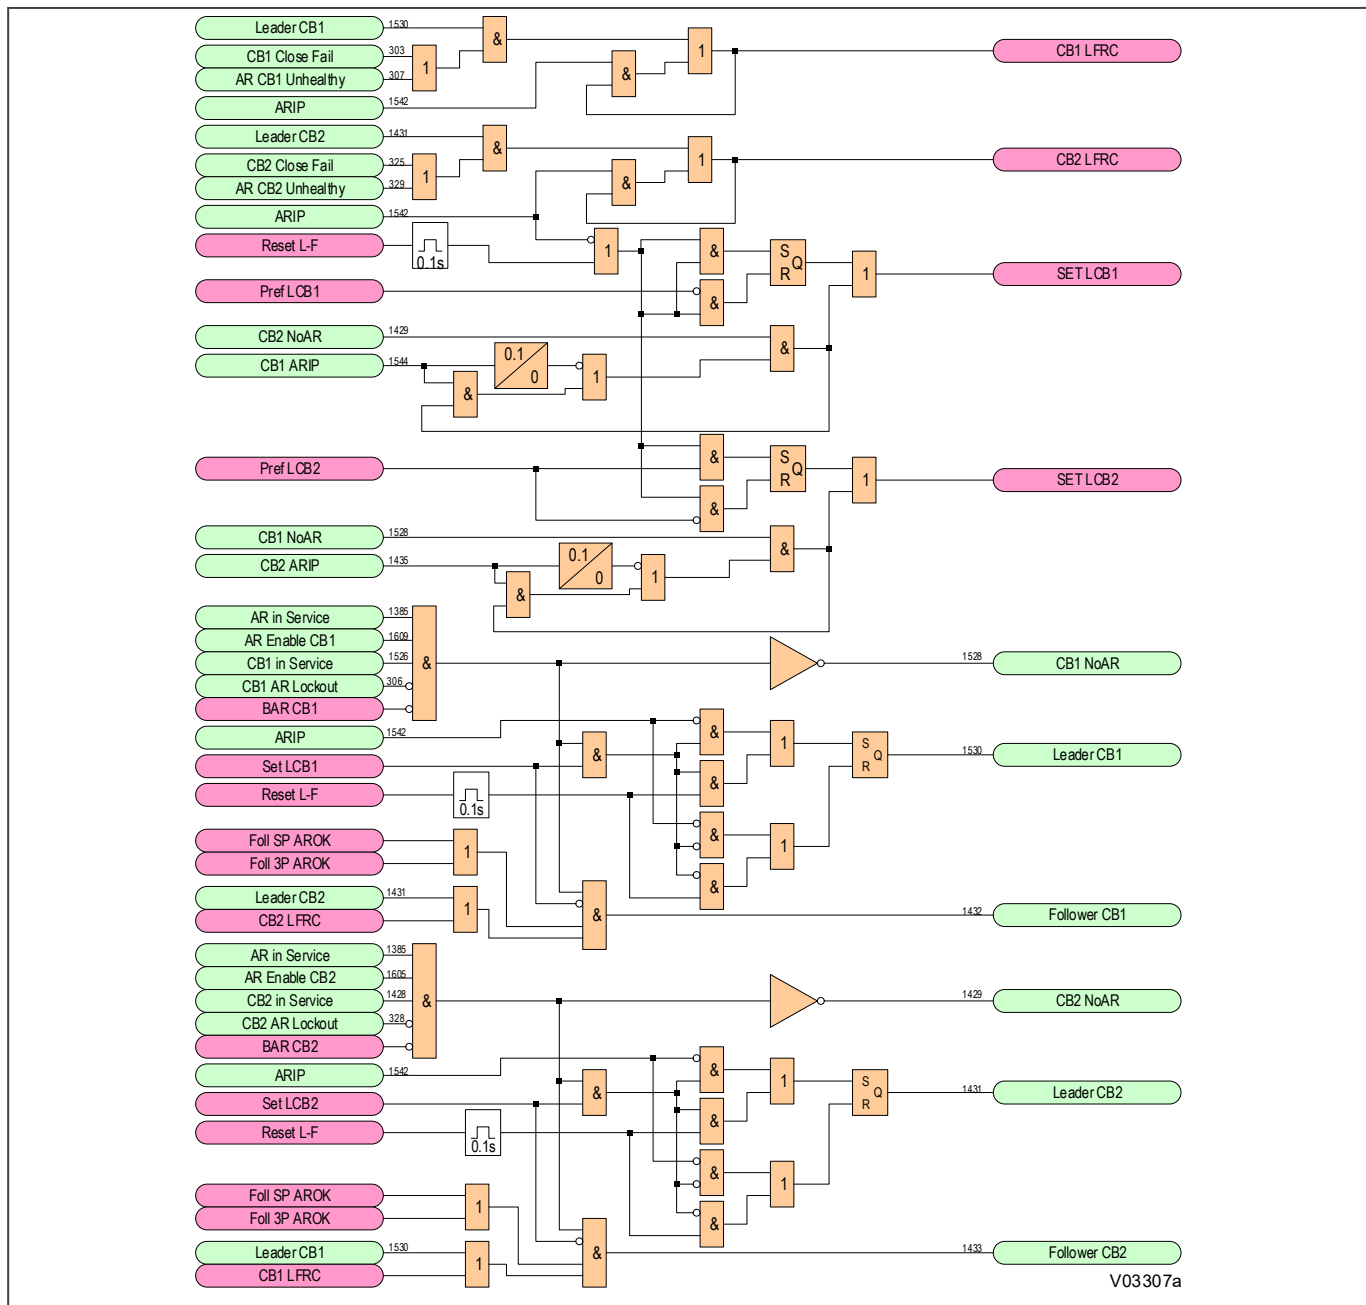 Leader CB1 1530
CB1 Close Fail 303
AR CB1 Unhealthy 307
ARIP 1542
& 1 & 1
CB1 LFRC
Leader CB2 1431
CB2 Close Fail 325
AR CB2 Unhealthy 329
ARIP 1542
& 1 & 1
CB2 LFRC
Reset L-F 0.1s
1 & S Q R 1
SET LCB1
Pref LCB1 &
CB2 NoAR 1429
CB1 ARIP 1544
0.1 0 & 1 &
Pref LCB2
& S Q R 1
SET LCB2
&
CB1 NoAR 1528
CB2 ARIP 1435
0.1 0 & 1 &
AR in Service 1385
AR Enable CB1 1609
CB1 in Service 1526
CB1 AR Lockout 306
BAR CB1
&
1528 CB1 NoAR
ARIP 1542
Set LCB1
Reset L-F 0.1s
& & & & & 1 1 S Q R
1530 Leader CB1
Foll SP AROK
Foll 3P AROK
1
Leader CB2 1431
CB2 LFRC
1 &
1432 Follower CB1
AR in Service 1385
AR Enable CB2 1605
CB2 in Service 1428
CB2 AR Lockout 328
BAR CB2
&
1429 CB2 NoAR
ARIP 1542
Set LCB2
Reset L-F 0.1s
& & & & & 1 1 S Q R
1431 Leader CB2
Foll SP AROK
Foll 3P AROK
1
Leader CB1 1530
CB1 LFRC
1 &
1433 Follower CB2
V03307a